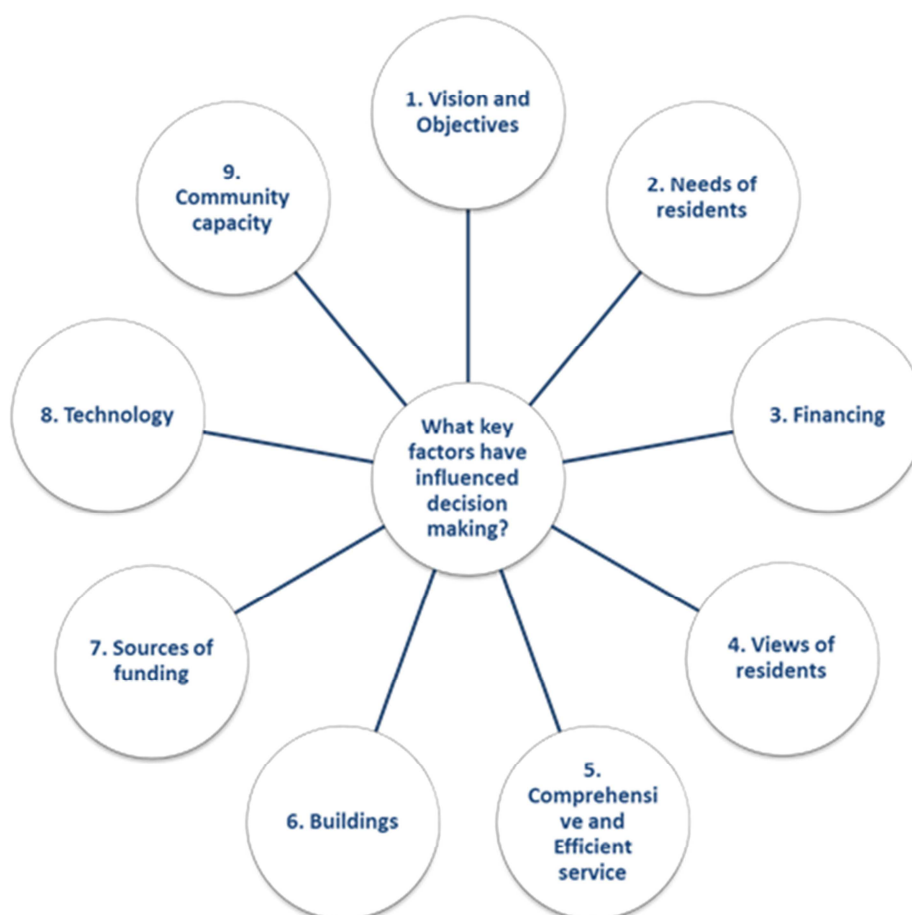 1. Vision and
Objectives
2. Needs of
residents
3. Financing
4. Views of
residents
5.
Comprehensi
ve and
Efficient
service
6. Buildings
7. Sources of
funding
8. Technology
9.
Community
capacity
What key
factors have
influenced
decision
making?